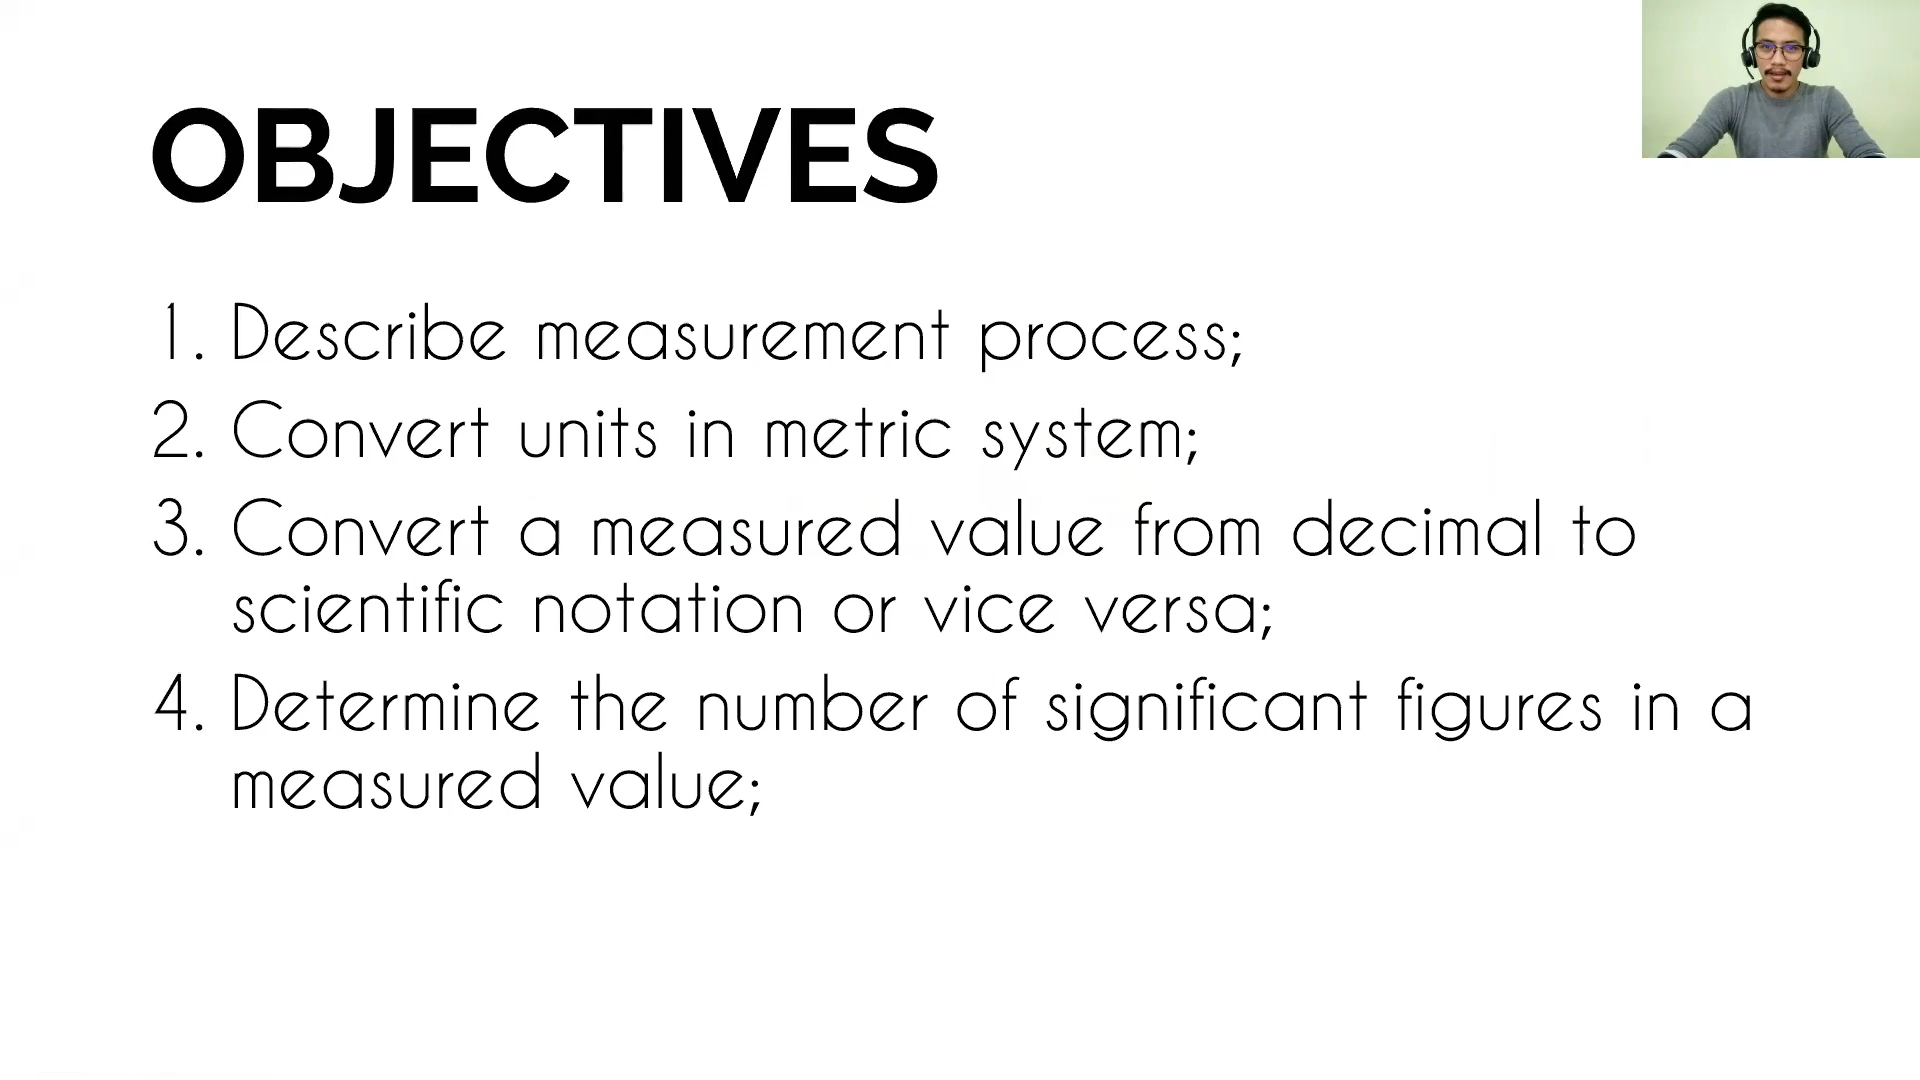 OBJECTIVES
1. Describe measurement process;
2. Convert units in metric system;
3. Convert a measured value from decimal to
scientific notation or vice versa;
4. Determine the number of significant figures in a
measured value;